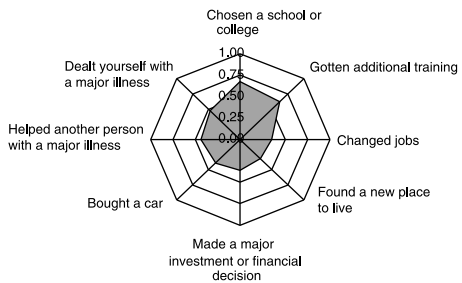 Chosen a school or
college
1.00
0.75
0.50
0.25
0.00
Gotten additional training
Changed jobs
Found a new place
to live
Made a major
investment or financial
decision
Bought a car
Helped another person
with a major illness
Dealt yourself with
a major illness